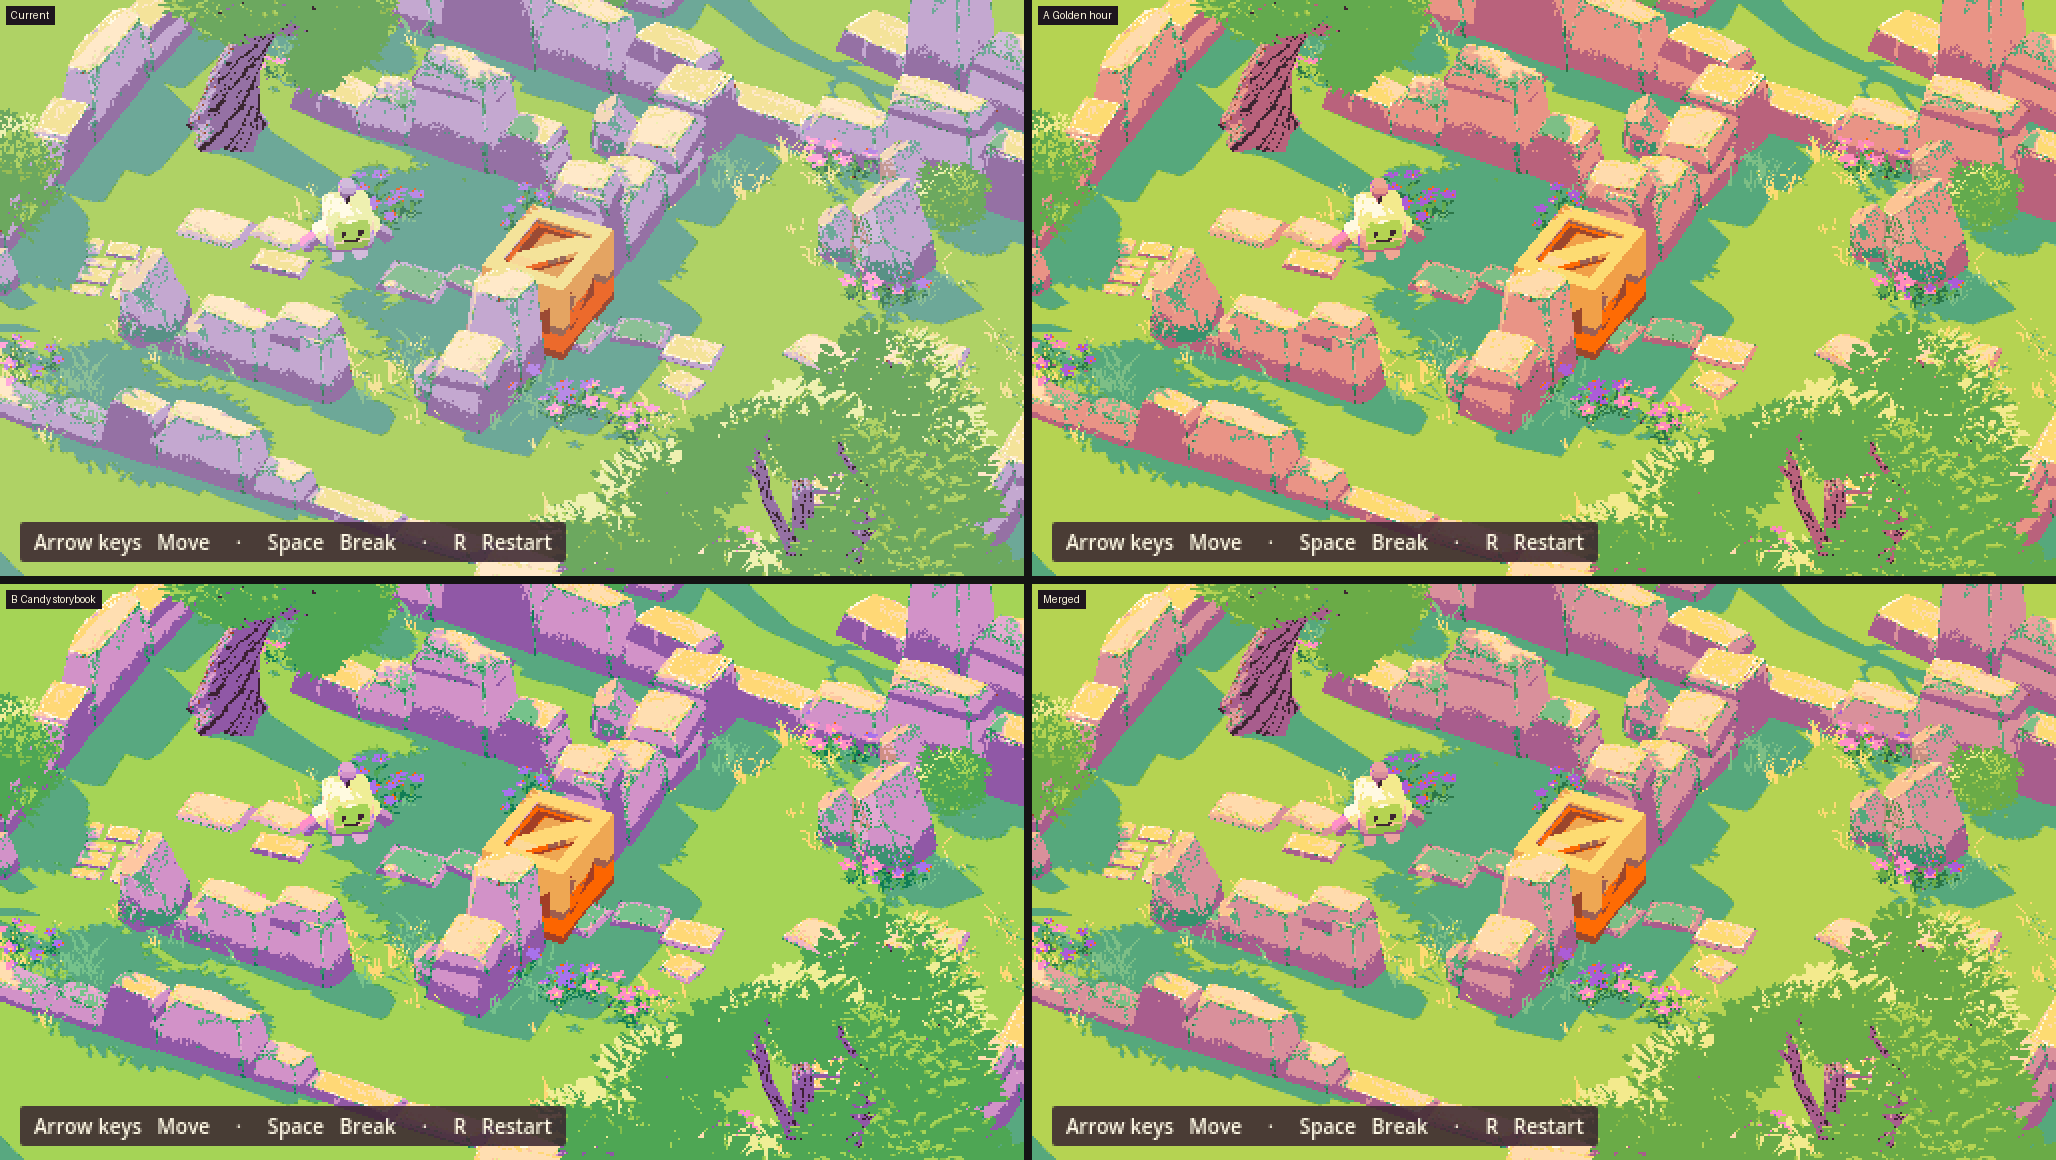 Current
A Golden hour
Arrow keys Move · Space Break · R Restart
Arrow keys Move · Space Break · R Restart
B Candy storybook
Merged
Arrow keys Move · Space Break · R Restart
Arrow keys Move · Space Break · R Restart